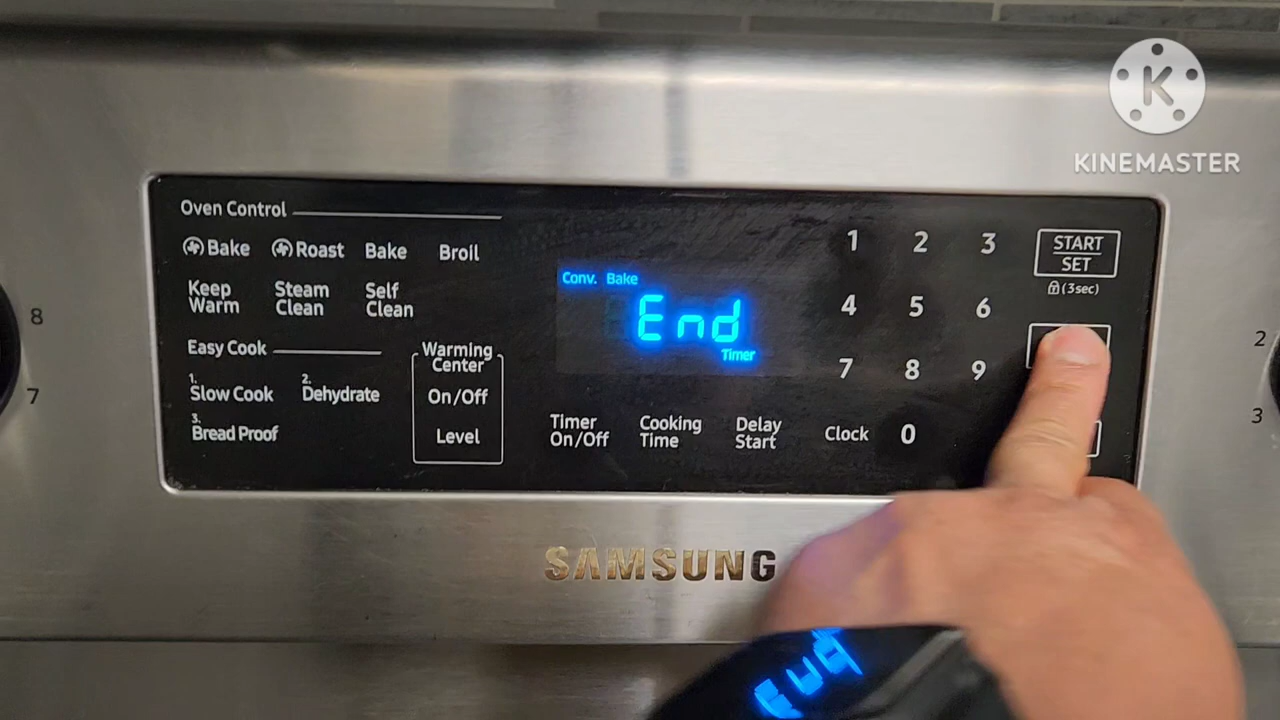 K
KINEMASTER
Oven Control
Bake Roast Bake Broil
Keep Warm
Steam Clean
Self Clean
Easy Cook
1. Slow Cook
2. Dehydrate
3. Bread Proof
Warming Center
On/Off
Level
Conv. Bake
End
Timer
Timer On/Off
Cooking Time
Delay Start
Clock
1 2 3
4 5 6
7 8 9
0
START
SET
(3sec)
SAMSUNG
8
7
2
3
End